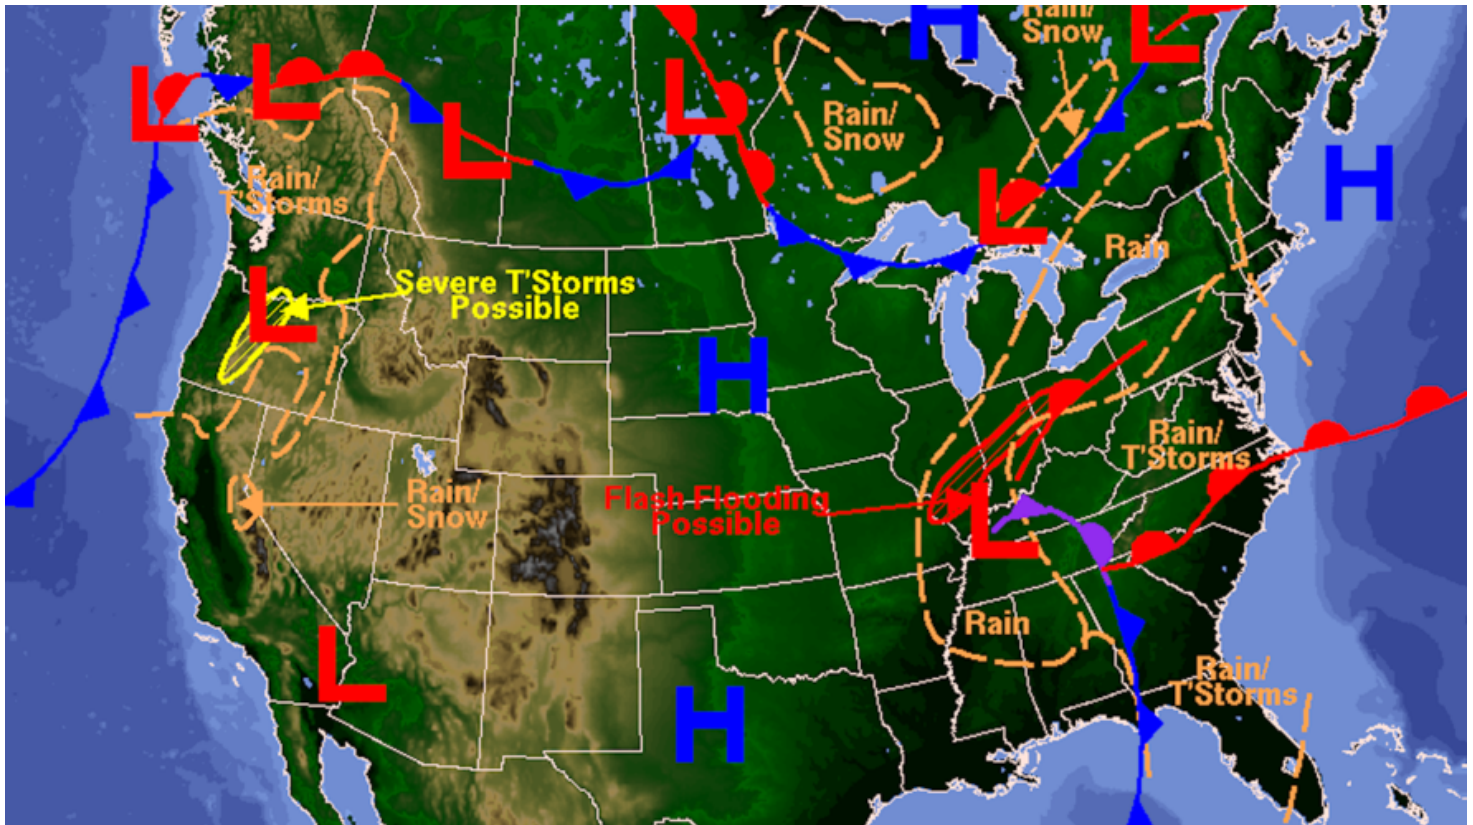 H
Rain/
Snow
L
L
L
L
L
Rain/
Snow
L
H
Rain/
T'Storms
L
Rain
Severe T'Storms
Possible
H
Rain/
T'Storms
Rain/
Snow
Flash Flooding
Possible
L
L
Rain
Rain/
T'Storms
H